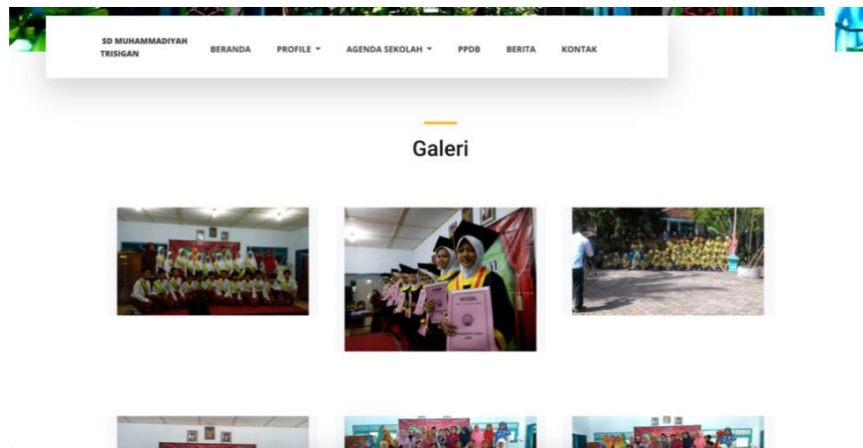 SD MUHAMMADIYAH
TRISIGAN
BERANDA PROFILE AGENDA SEKOLAH PPDB BERITA KONTAK
Galeri